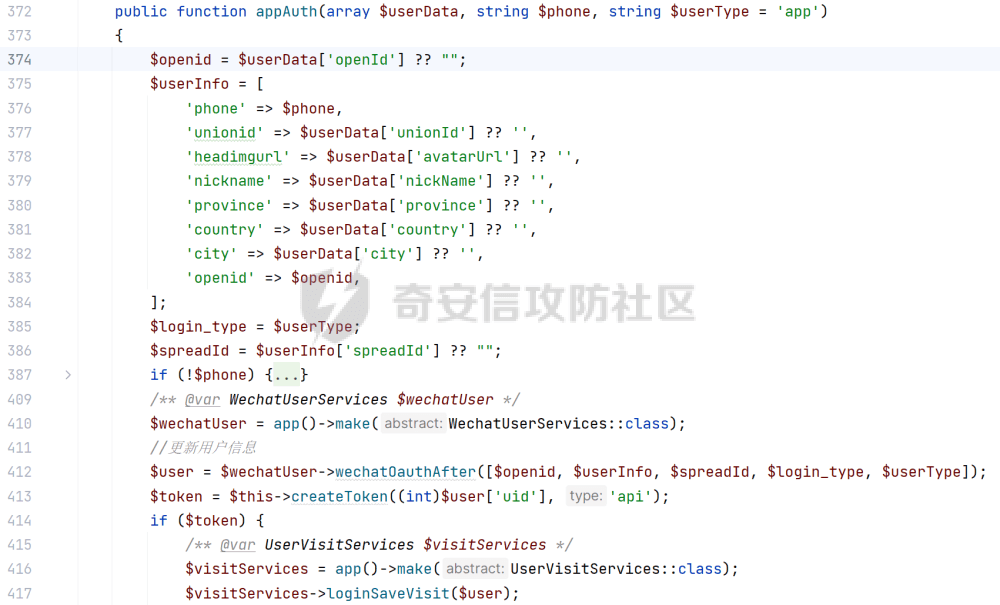 372 public function appAuth(array $userData, string $phone, string $userType = 'app')
373 {
374 $openid = $userData['openId'] ?? "";
375 $userInfo = [
376 'phone' => $phone,
377 'unionid' => $userData['unionId'] ?? '',
378 'headimgurl' => $userData['avatarUrl'] ?? '',
379 'nickname' => $userData['nickName'] ?? '',
380 'province' => $userData['province'] ?? '',
381 'country' => $userData['country'] ?? '',
382 'city' => $userData['city'] ?? '',
383 'openid' => $openid,
384 ];
奇安信攻防社区
385 $login_type = $userType;
386 $spreadId = $userInfo['spreadId'] ?? "";
387 if (!$phone) {...}
409 /** @var WechatUserServices $wechatUser */
410 $wechatUser = app()->make( abstract: WechatUserServices::class);
411 //更新用户信息
412 $user = $wechatUser->wechatOauthAfter([$openid, $userInfo, $spreadId, $login_type, $userType]);
413 $token = $this->createToken((int)$user['uid'], type: 'api');
414 if ($token) {
415 /** @var UserVisitServices $visitServices */
416 $visitServices = app()->make( abstract: UserVisitServices::class);
417 $visitServices->loginSaveVisit($user);